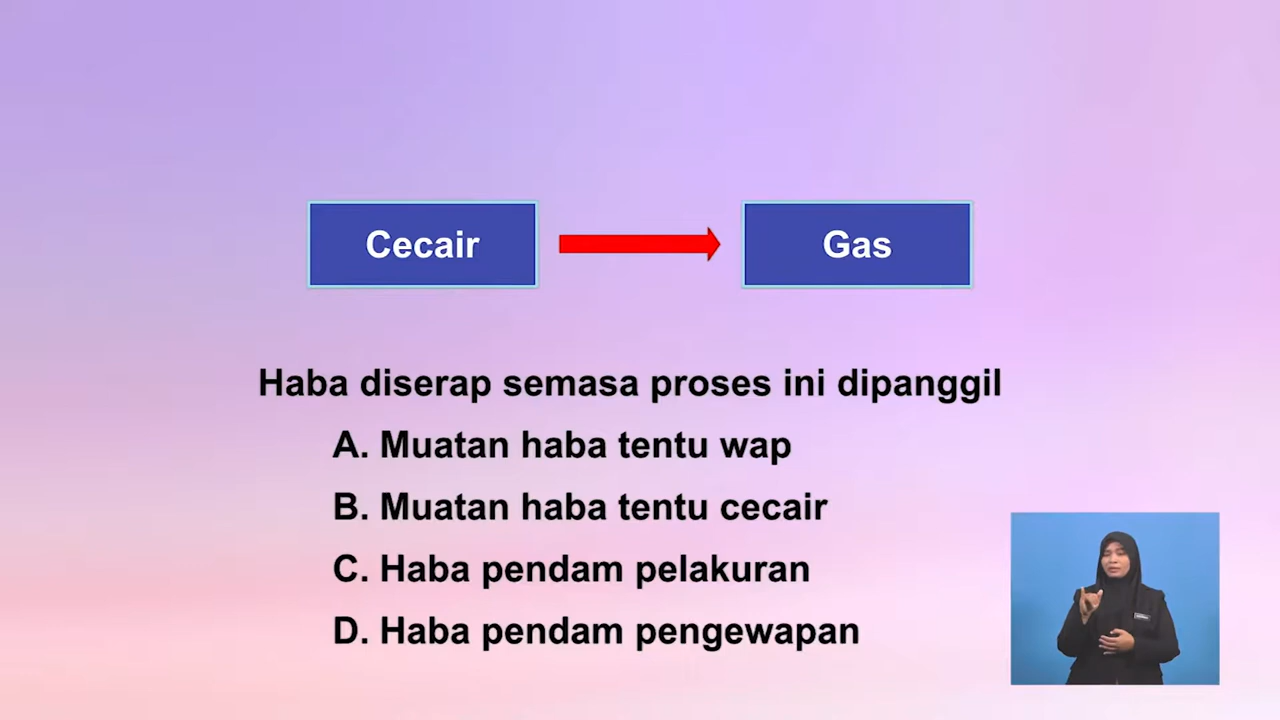 Cecair
Gas
Haba diserap semasa proses ini dipanggil
A. Muatan haba tentu wap
B. Muatan haba tentu cecair
C. Haba pendam pelakuran
D. Haba pendam pengewapan